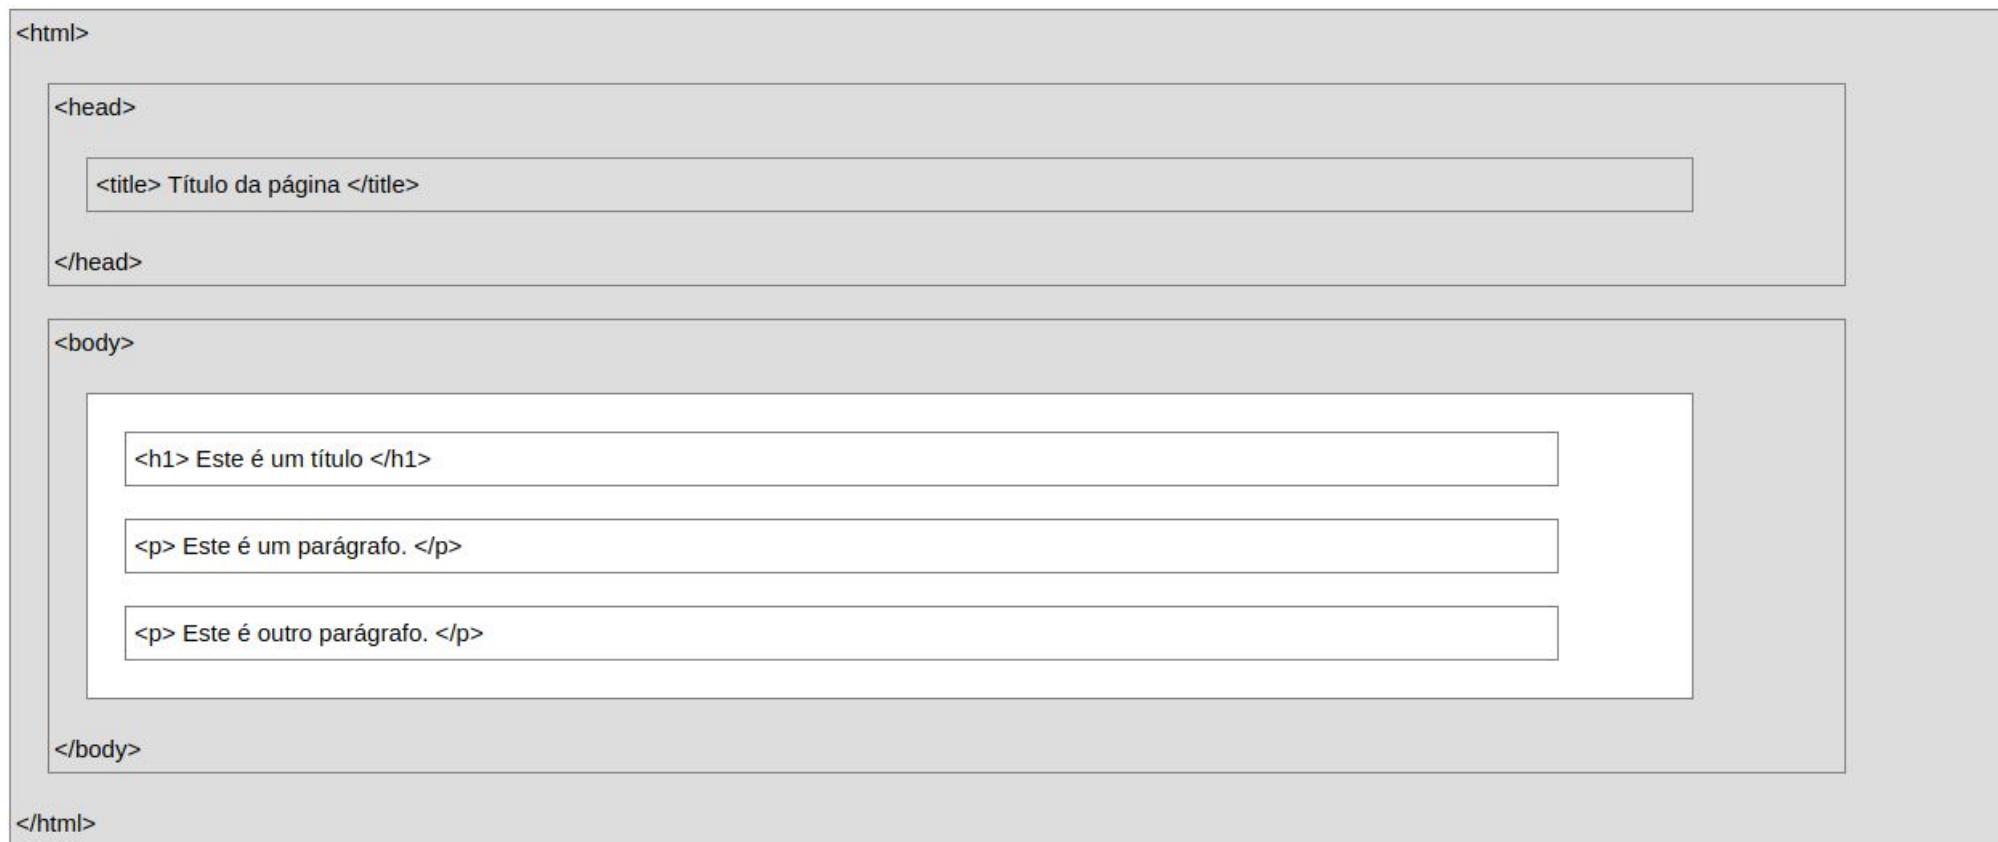 <html>
<head>
<title> Título da página </title>
</head>
<body>
<h1> Este é um título </h1>
<p> Este é um parágrafo. </p>
<p> Este é outro parágrafo. </p>
</body>
</html>